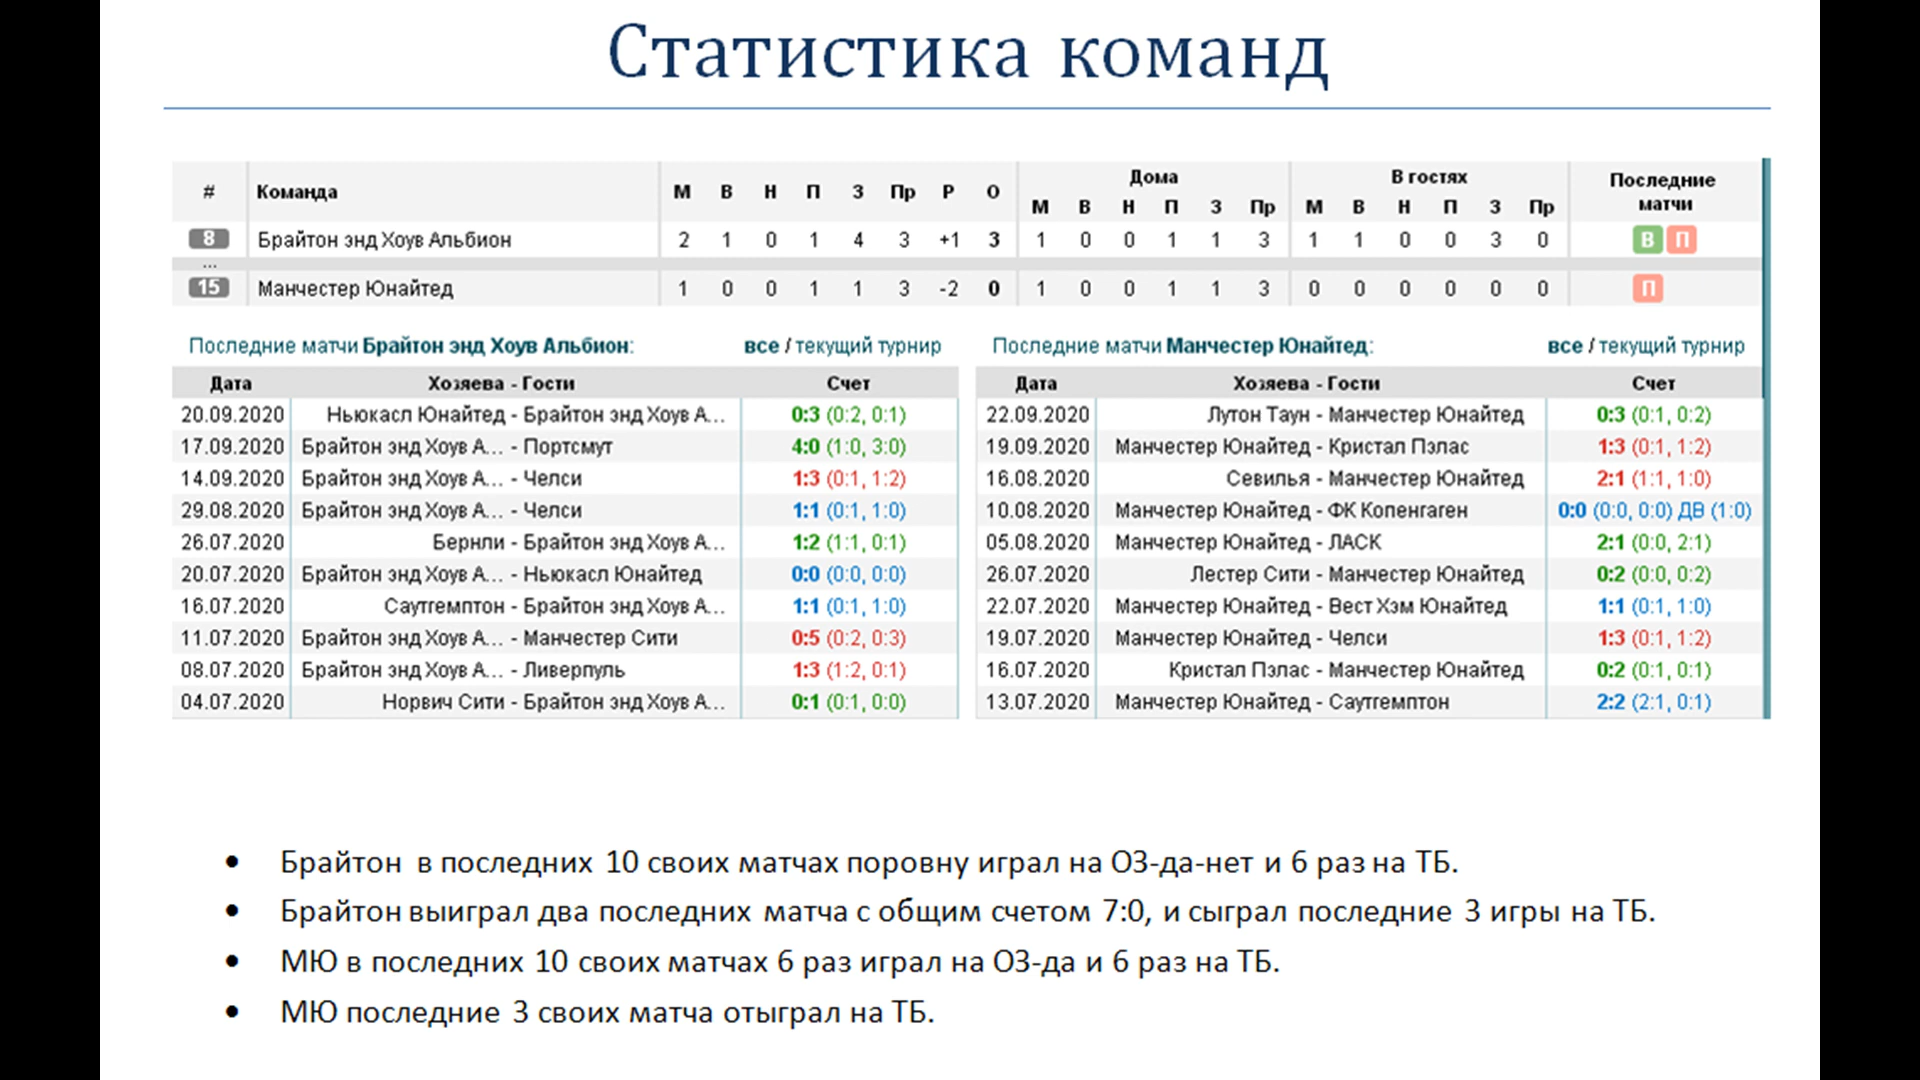 Статистика команд
Дома В гостях Последние матчи
# Команда М В Н П З Пр Р О М В Н П З Пр М В Н П З Пр
8 Брайтон энд Хоув Альбион 2 1 0 1 4 3 +1 3 1 0 0 1 1 3 1 1 0 0 3 0 В П
...
15 Манчестер Юнайтед 1 0 0 1 1 3 -2 0 1 0 0 1 1 3 0 0 0 0 0 0 П
Последние матчи Брайтон энд Хоув Альбион: все / текущий турнир
Дата Хозяева - Гости Счет
20.09.2020 Ньюкасл Юнайтед - Брайтон энд Хоув А... 0:3 (0:2, 0:1)
17.09.2020 Брайтон энд Хоув А... - Портсмут 4:0 (1:0, 3:0)
14.09.2020 Брайтон энд Хоув А... - Челси 1:3 (0:1, 1:2)
29.08.2020 Брайтон энд Хоув А... - Челси 1:1 (0:1, 1:0)
26.07.2020 Бернли - Брайтон энд Хоув А... 1:2 (1:1, 0:1)
20.07.2020 Брайтон энд Хоув А... - Ньюкасл Юнайтед 0:0 (0:0, 0:0)
16.07.2020 Саутгемптон - Брайтон энд Хоув А... 1:1 (0:1, 1:0)
11.07.2020 Брайтон энд Хоув А... - Манчестер Сити 0:5 (0:2, 0:3)
08.07.2020 Брайтон энд Хоув А... - Ливерпуль 1:3 (1:2, 0:1)
04.07.2020 Норвич Сити - Брайтон энд Хоув А... 0:1 (0:1, 0:0)
Последние матчи Манчестер Юнайтед: все / текущий турнир
Дата Хозяева - Гости Счет
22.09.2020 Лутон Таун - Манчестер Юнайтед 0:3 (0:1, 0:2)
19.09.2020 Манчестер Юнайтед - Кристал Пэлас 1:3 (0:1, 1:2)
16.08.2020 Севилья - Манчестер Юнайтед 2:1 (1:1, 1:0)
10.08.2020 Манчестер Юнайтед - ФК Копенгаген 0:0 (0:0, 0:0) ДВ (1:0)
05.08.2020 Манчестер Юнайтед - ЛАСК 2:1 (0:0, 2:1)
26.07.2020 Лестер Сити - Манчестер Юнайтед 0:2 (0:0, 0:2)
22.07.2020 Манчестер Юнайтед - Вест Хэм Юнайтед 1:1 (0:1, 1:0)
19.07.2020 Манчестер Юнайтед - Челси 1:3 (0:1, 1:2)
16.07.2020 Кристал Пэлас - Манчестер Юнайтед 0:2 (0:1, 0:1)
13.07.2020 Манчестер Юнайтед - Саутгемптон 2:2 (2:1, 0:1)
• Брайтон в последних 10 своих матчах поровну играл на ОЗ-да-нет и 6 раз на ТБ.
• Брайтон выиграл два последних матча с общим счетом 7:0, и сыграл последние 3 игры на ТБ.
• МЮ в последних 10 своих матчах 6 раз играл на ОЗ-да и 6 раз на ТБ.
• МЮ последние 3 своих матча отыграл на ТБ.